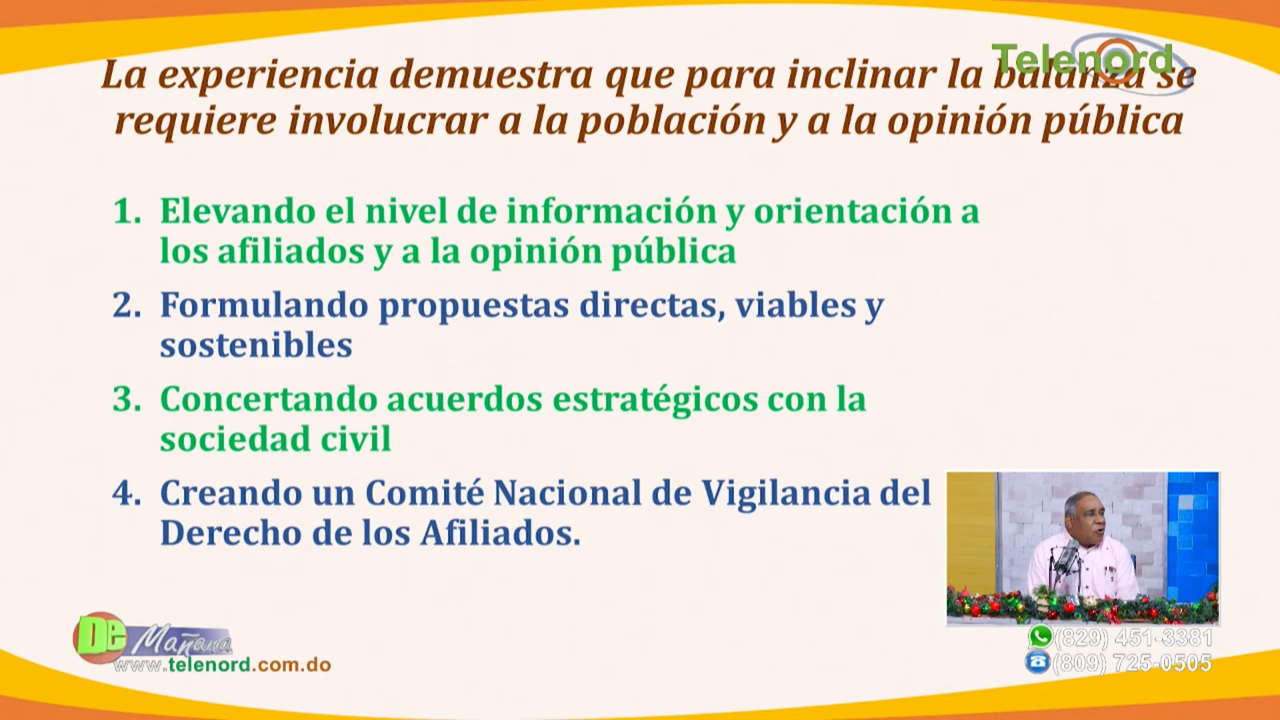 Telenord
La experiencia demuestra que para inclinar la balanza se
requiere involucrar a la población y a la opinión pública
1. Elevando el nivel de información y orientación a
los afiliados y a la opinión pública
2. Formulando propuestas directas, viables y
sostenibles
3. Concertando acuerdos estratégicos con la
sociedad civil
4. Creando un Comité Nacional de Vigilancia del
Derecho de los Afiliados.
De Mañana
www.telenord.com.do
(829) 451-3381
(809) 725-0505